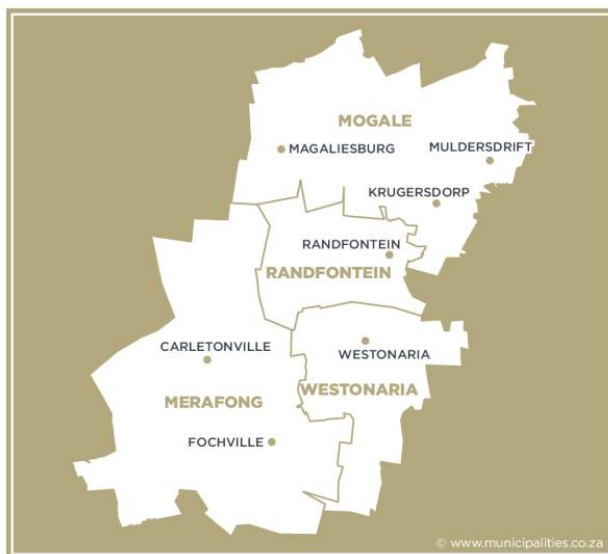 MOGALE
MAGALIESBURG
MULDERSDRIFT
KRUGERSDORP
RANDFONTEIN
RANDFONTEIN
CARLETONVILLE
WESTONARIA
WESTONARIA
MERAFONG
FOCHVILLE
© www.municipalities.co.za